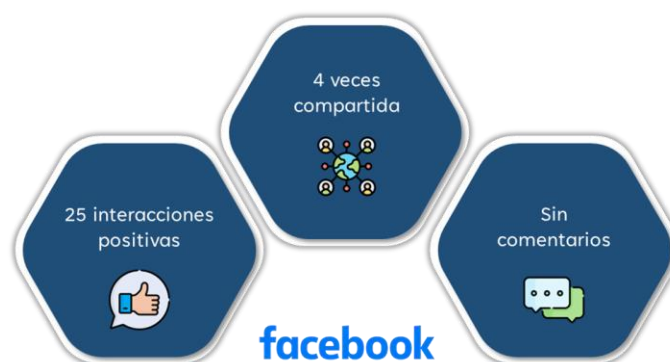 4 veces
compartida
25 interacciones
positivas
Sin
comentarios
facebook